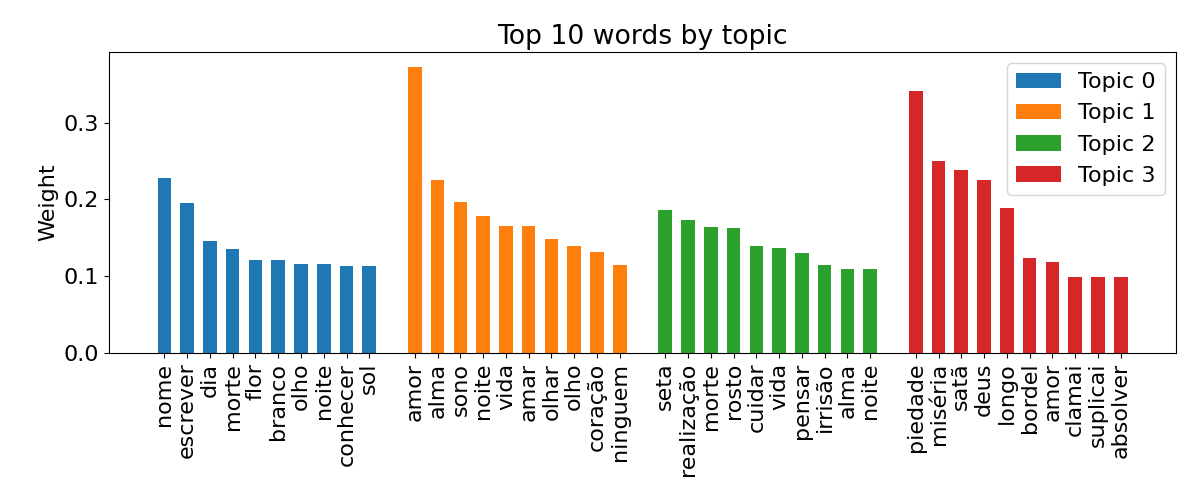 Top 10 words by topic
Weight
0.3
0.2
0.1
0.0
Topic 0
Topic 1
Topic 2
Topic 3
nome
escrever
dia
morte
flor
branco
olho
noite
conhecer
sol
amor
alma
sono
noite
vida
amar
olhar
olho
coração
ninguem
seta
realização
morte
rosto
cuidar
vida
pensar
irrisão
alma
noite
piedade
miséria
satã
deus
longo
bordel
amor
clamai
suplicai
absolver